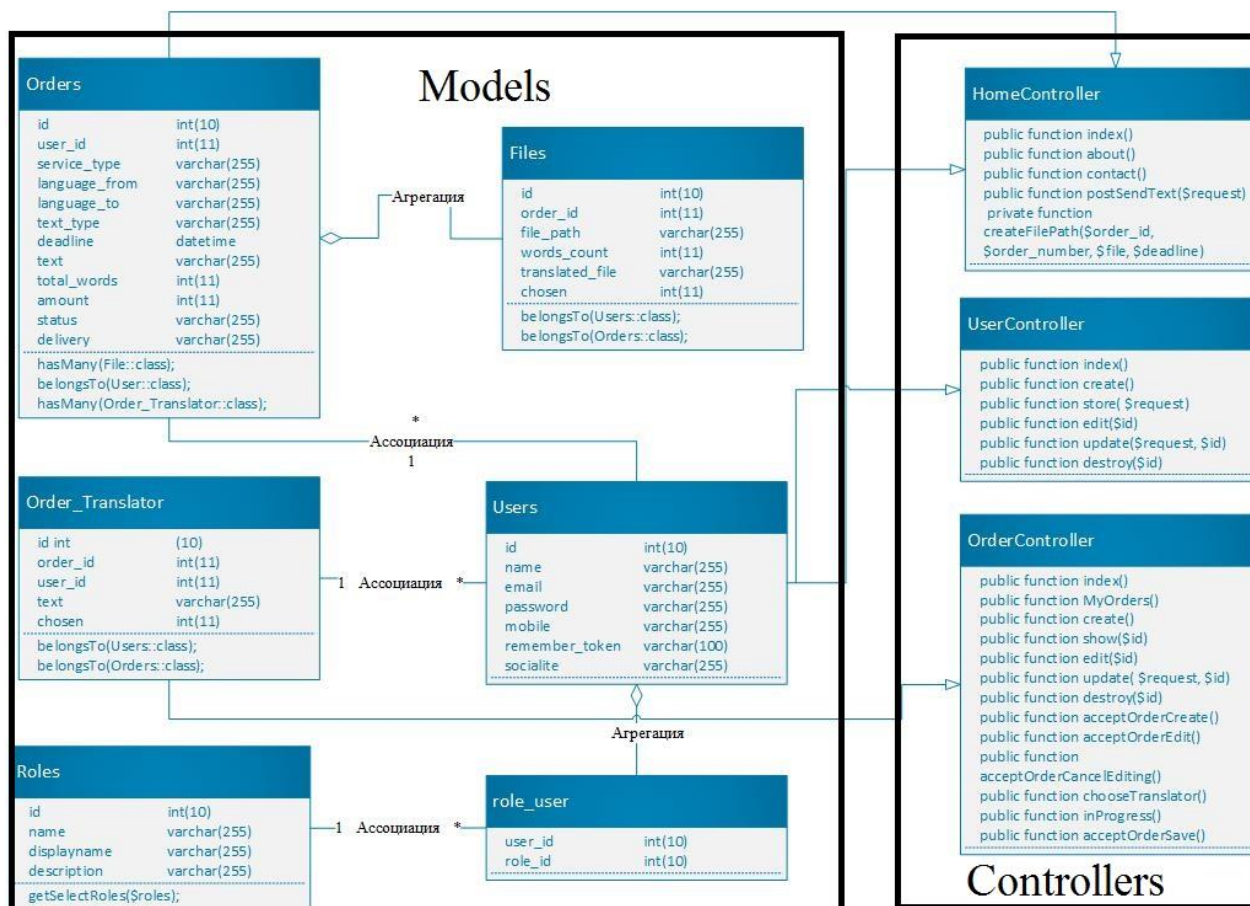 Models
Orders
id int(10)
user_id int(11)
service_type varchar(255)
language_from varchar(255)
language_to varchar(255)
text_type varchar(255)
deadline datetime
text varchar(255)
total_words int(11)
amount int(11)
status varchar(255)
delivery varchar(255)
hasMany(File::class);
belongsTo(User::class);
hasMany(Order_Translator::class);
Агрегация
Files
id int(10)
order_id int(11)
file_path varchar(255)
words_count int(11)
translated_file varchar(255)
chosen int(11)
belongsTo(Users::class);
belongsTo(Orders::class);
*
Ассоциация
1
Order_Translator
id int (10)
order_id int(11)
user_id int(11)
text varchar(255)
chosen int(11)
belongsTo(Users::class);
belongsTo(Orders::class);
1 Ассоциация *
Users
id int(10)
name varchar(255)
email varchar(255)
password varchar(255)
mobile varchar(255)
remember_token varchar(100)
socialite varchar(255)
Агрегация
Roles
id int(10)
name varchar(255)
displayname varchar(255)
description varchar(255)
getSelectRoles($roles);
1 Ассоциация *
role_user
user_id int(10)
role_id int(10)
HomeController
public function index()
public function about()
public function contact()
public function postSendText($request)
private function
createFilePath($order_id,
$order_number, $file, $deadline)
UserController
public function index()
public function create()
public function store( $request)
public function edit($id)
public function update($request, $id)
public function destroy($id)
OrderController
public function index()
public function MyOrders()
public function create()
public function show($id)
public function edit($id)
public function update( $request, $id)
public function destroy($id)
public function acceptOrderCreate()
public function acceptOrderEdit()
public function
acceptOrderCancelEditing()
public function chooseTranslator()
public function inProgress()
public function acceptOrderSave()
Controllers